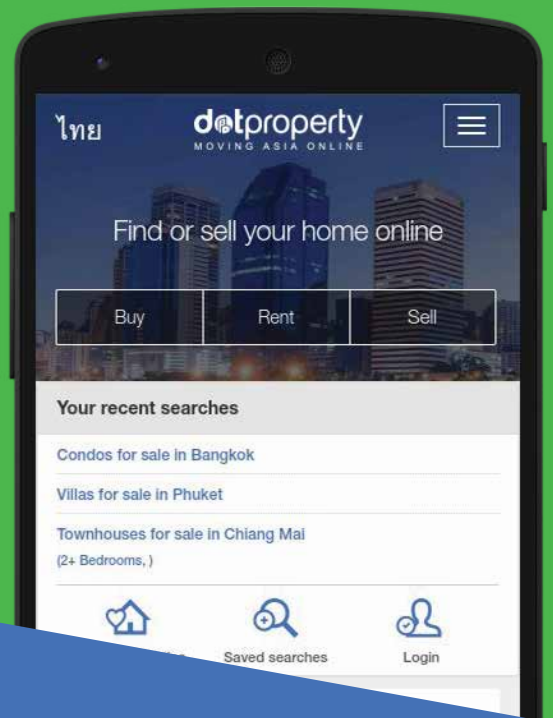 ไทย
dotproperty
MOVING ASIA ONLINE
Find or sell your home online
Buy Rent Sell
Your recent searches
Condos for sale in Bangkok
Villas for sale in Phuket
Townhouses for sale in Chiang Mai
(2+ Bedrooms, )
Saved searches Login